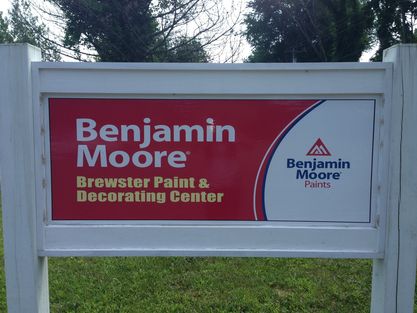 Benjamin
Moore®
Brewster Paint &
Decorating Center
Benjamin
Moore®
Paints